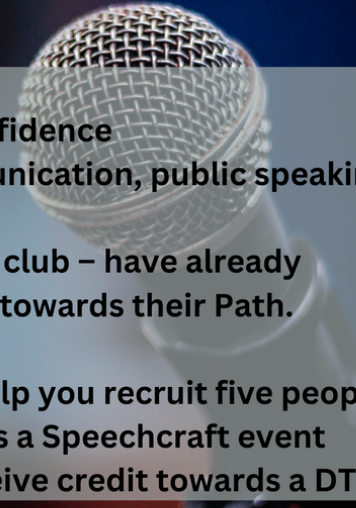 fidence
unication, public speaki
club – have already
towards their Path.
lp you recruit five peop
s a Speechcraft event
eive credit towards a DT